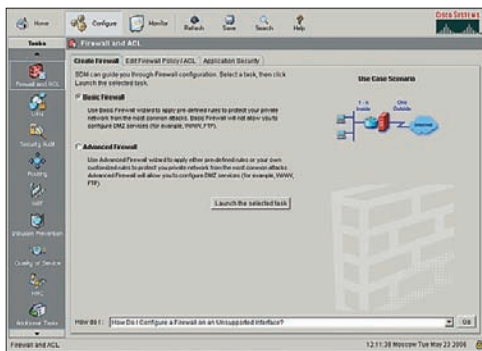 Home
Configure
Monitor
Refresh
Save
Search
Help
Cisco Systems
Tasks
Firewall and ACL
Create Firewall
Edit Firewall Policy / ACL
Application Security
SDM can guide you through Firewall configuration. Select a task, then click
Launch the selected task.
Use Case Scenario
Basic Firewall
Use Basic Firewall wizard to apply pre-defined rules to protect your private
network from the most common attacks. Basic Firewall will not allow you to
configure DMZ services (for example, WWW, FTP).
Inside
Outside
Internet
Advanced Firewall
Use Advanced Firewall wizard to apply either pre-defined rules or your own
customized rules to protect you private network from the most common attacks
Advanced Firewall will allow you to configure DMZ services (for example, WWW,
FTP).
Launch the selected task
Firewall and ACL
VPN
Security Audit
Routing
NAT
Intrusion Prevention
Quality of Service
NAC
Additional Tasks
How do I :
How Do I Configure a Firewall on an Unsupported Interface?
Go
Firewall and ACL
12:11:38 Moscow Tue May 23 2006